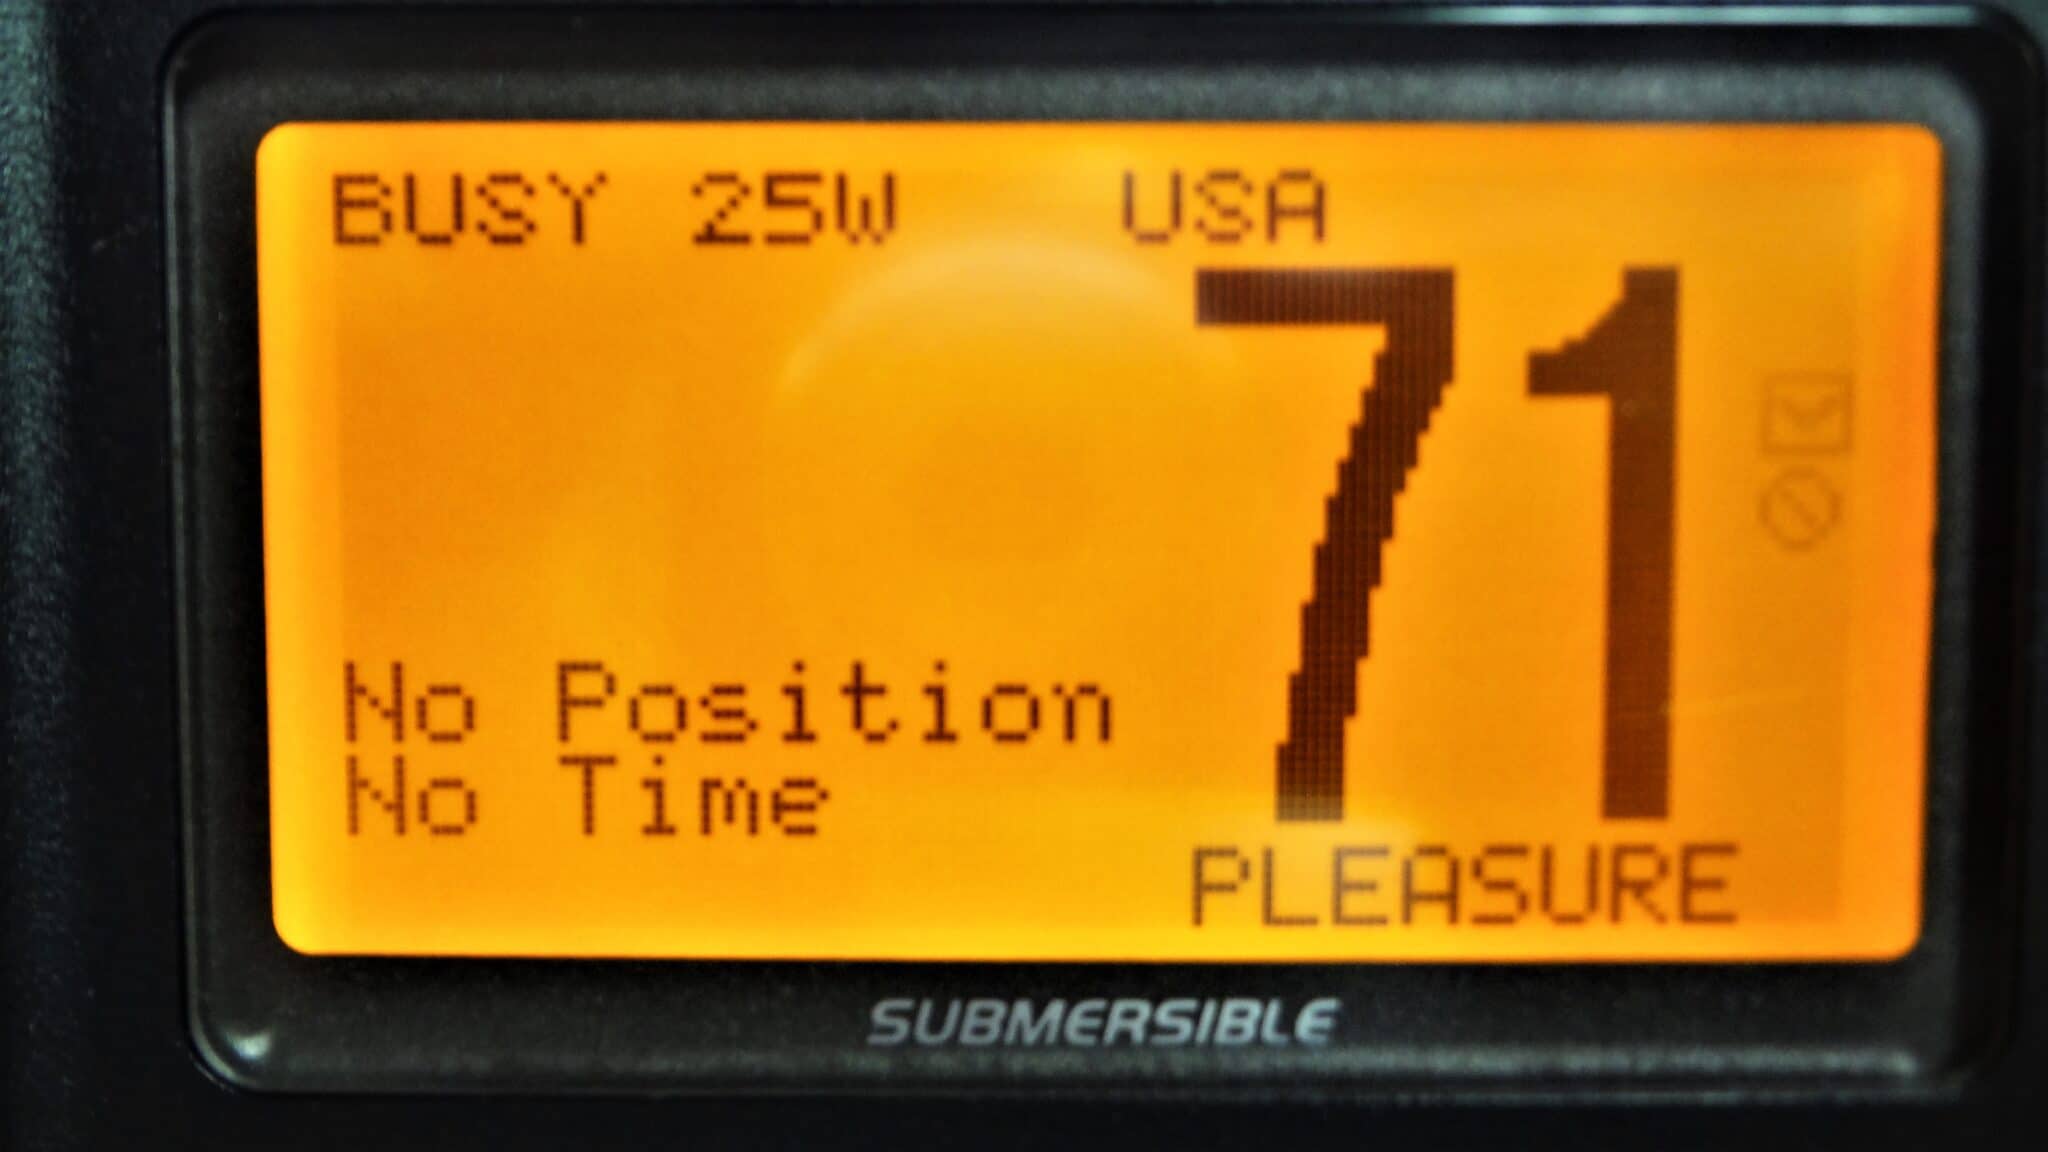 BUSY 25W USA
71
No Position
No Time
PLEASURE
SUBMERSIBLE